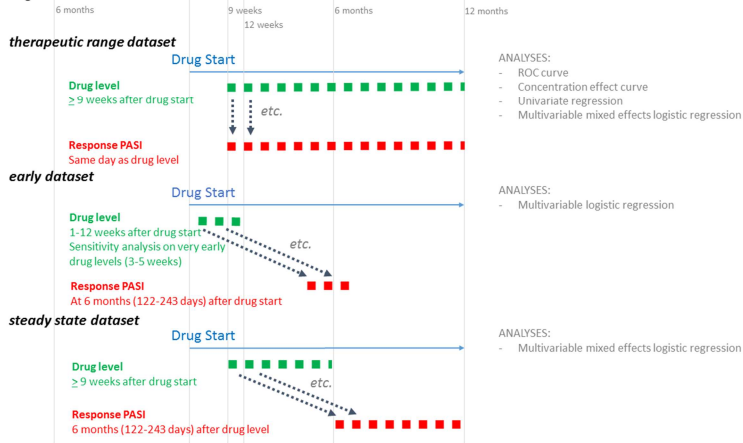 6 months
9 weeks
12 weeks
6 months
12 months
therapeutic range dataset
Drug Start
Drug level
≥ 9 weeks after drug start
etc.
Response PASI
Same day as drug level
ANALYSES:
- ROC curve
- Concentration effect curve
- Univariate regression
- Multivariable mixed effects logistic regression
early dataset
Drug Start
Drug level
1-12 weeks after drug start
Sensitivity analysis on very early
drug levels (3-5 weeks)
etc.
Response PASI
At 6 months (122-243 days) after drug start
ANALYSES:
- Multivariable logistic regression
steady state dataset
Drug Start
Drug level
≥ 9 weeks after drug start
etc.
Response PASI
6 months (122-243 days) after drug level
ANALYSES:
- Multivariable mixed effects logistic regression